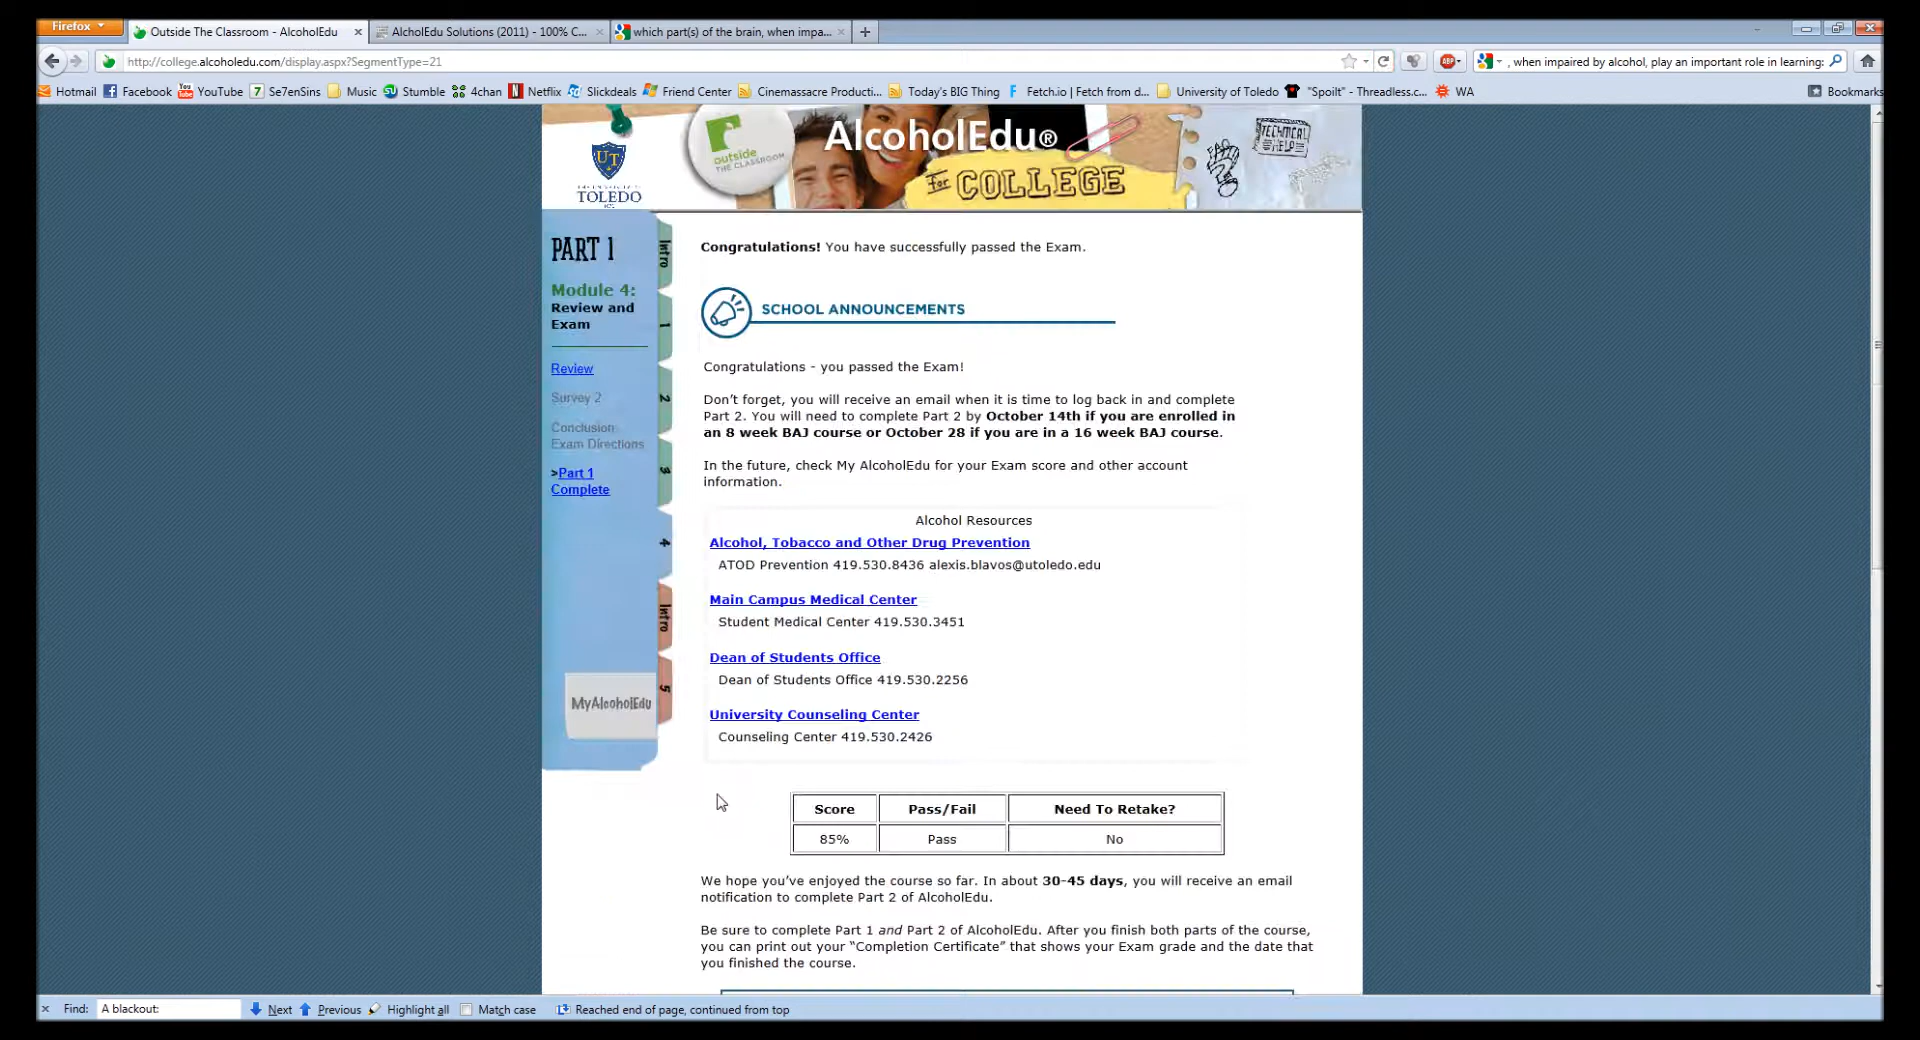 Firefox
Outside The Classroom - AlcoholEdu
AlcholEdu Solutions (2011) - 100% C...
which part(s) of the brain, when impa...
http://college.alcoholedu.com/display.aspx?SegmentType=21
ABP
, when impaired by alcohol, play an important role in learning:
Hotmail
Facebook
YouTube
Se7enSins
Music
Stumble
4chan
Netflix
Slickdeals
Friend Center
Cinemassacre Producti...
Today's BIG Thing
Fetch.io | Fetch from d...
University of Toledo
"Spoilt" - Threadless.c...
WA
Bookmarks
UT
TOLEDO
outside
THE CLASSROOM
AlcoholEdu®
for COLLEGE
TECHNICAL
HELP
PART 1
Module 4:
Review and
Exam
Review
Survey 2
Conclusion
Exam Directions
>Part 1
Complete
MyAlcoholEdu
Intro
1
2
3
4
Intro
5
Congratulations! You have successfully passed the Exam.
SCHOOL ANNOUNCEMENTS
Congratulations - you passed the Exam!
Don't forget, you will receive an email when it is time to log back in and complete
Part 2. You will need to complete Part 2 by October 14th if you are enrolled in
an 8 week BAJ course or October 28 if you are in a 16 week BAJ course.
In the future, check My AlcoholEdu for your Exam score and other account
information.
Alcohol Resources
Alcohol, Tobacco and Other Drug Prevention
ATOD Prevention 419.530.8436 alexis.blavos@utoledo.edu
Main Campus Medical Center
Student Medical Center 419.530.3451
Dean of Students Office
Dean of Students Office 419.530.2256
University Counseling Center
Counseling Center 419.530.2426
Score Pass/Fail Need To Retake?
85% Pass No
We hope you've enjoyed the course so far. In about 30-45 days, you will receive an email
notification to complete Part 2 of AlcoholEdu.
Be sure to complete Part 1 and Part 2 of AlcoholEdu. After you finish both parts of the course,
you can print out your “Completion Certificate” that shows your Exam grade and the date that
you finished the course.
Find: A blackout: Next Previous Highlight all Match case Reached end of page, continued from top